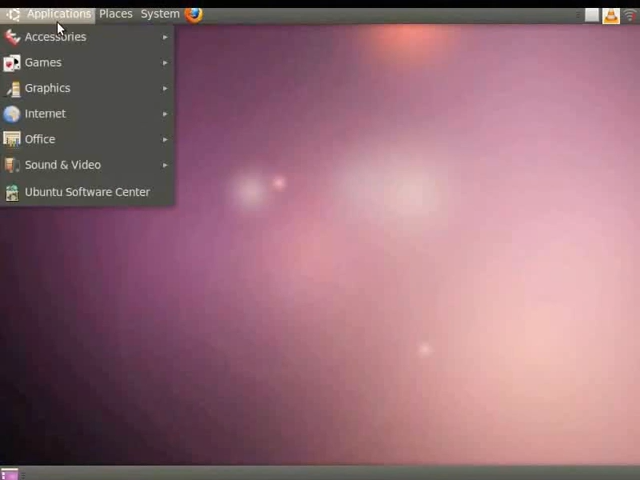 Applications Places System
Accessories
Games
Graphics
Internet
Office
Sound & Video
Ubuntu Software Center